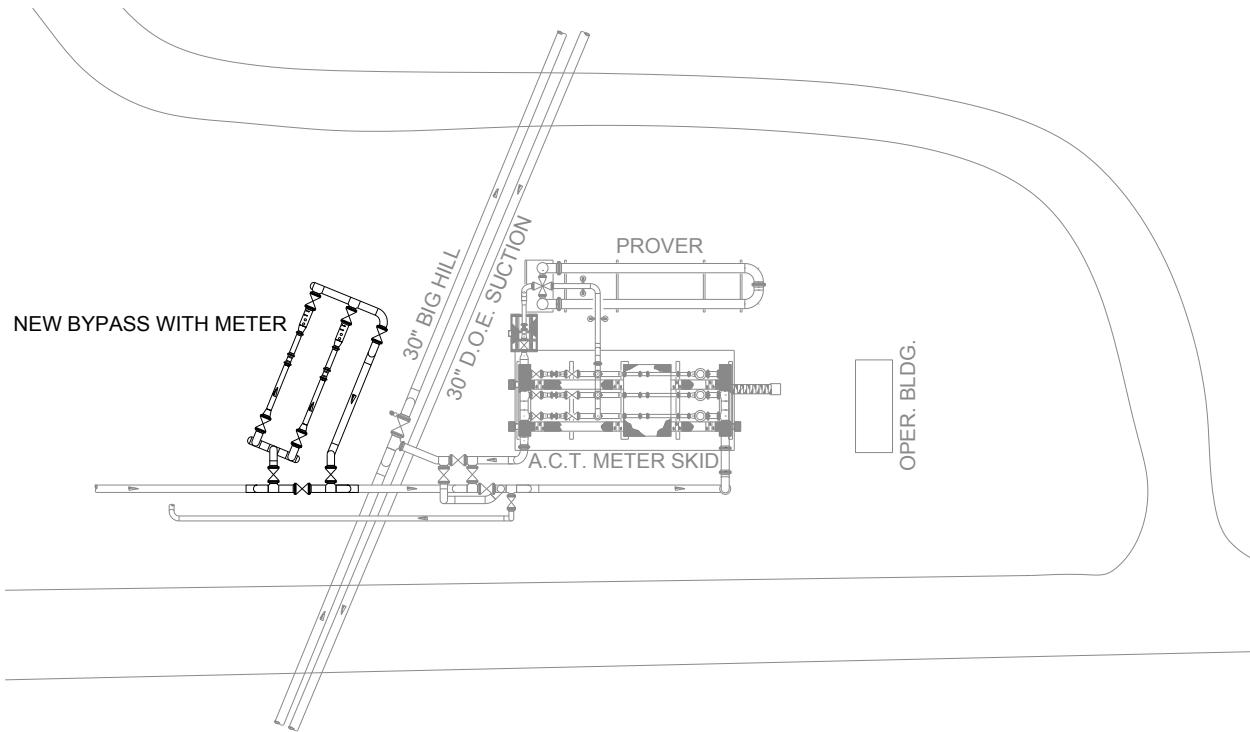 PROVER
30" BIG HILL
30" D.O.E. SUCTION
NEW BYPASS WITH METER
OPER. BLDG.
A.C.T. METER SKID